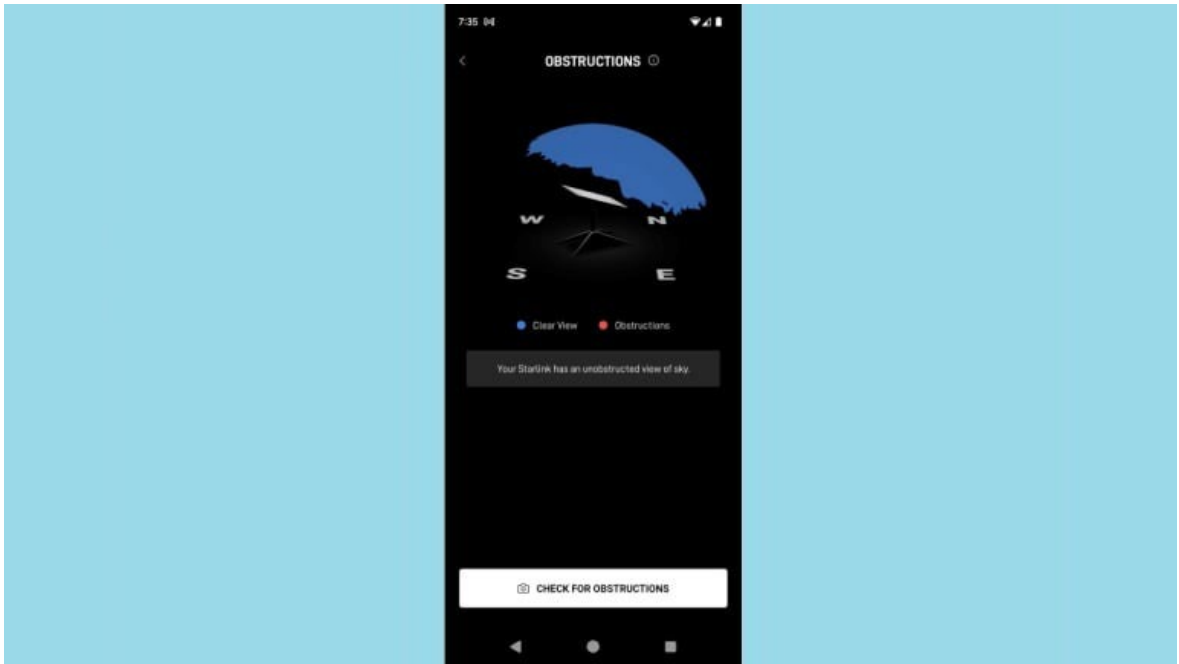 7:35
OBSTRUCTIONS
W N
S E
Clear View Obstructions
Your Starlink has an unobstructed view of sky.
CHECK FOR OBSTRUCTIONS